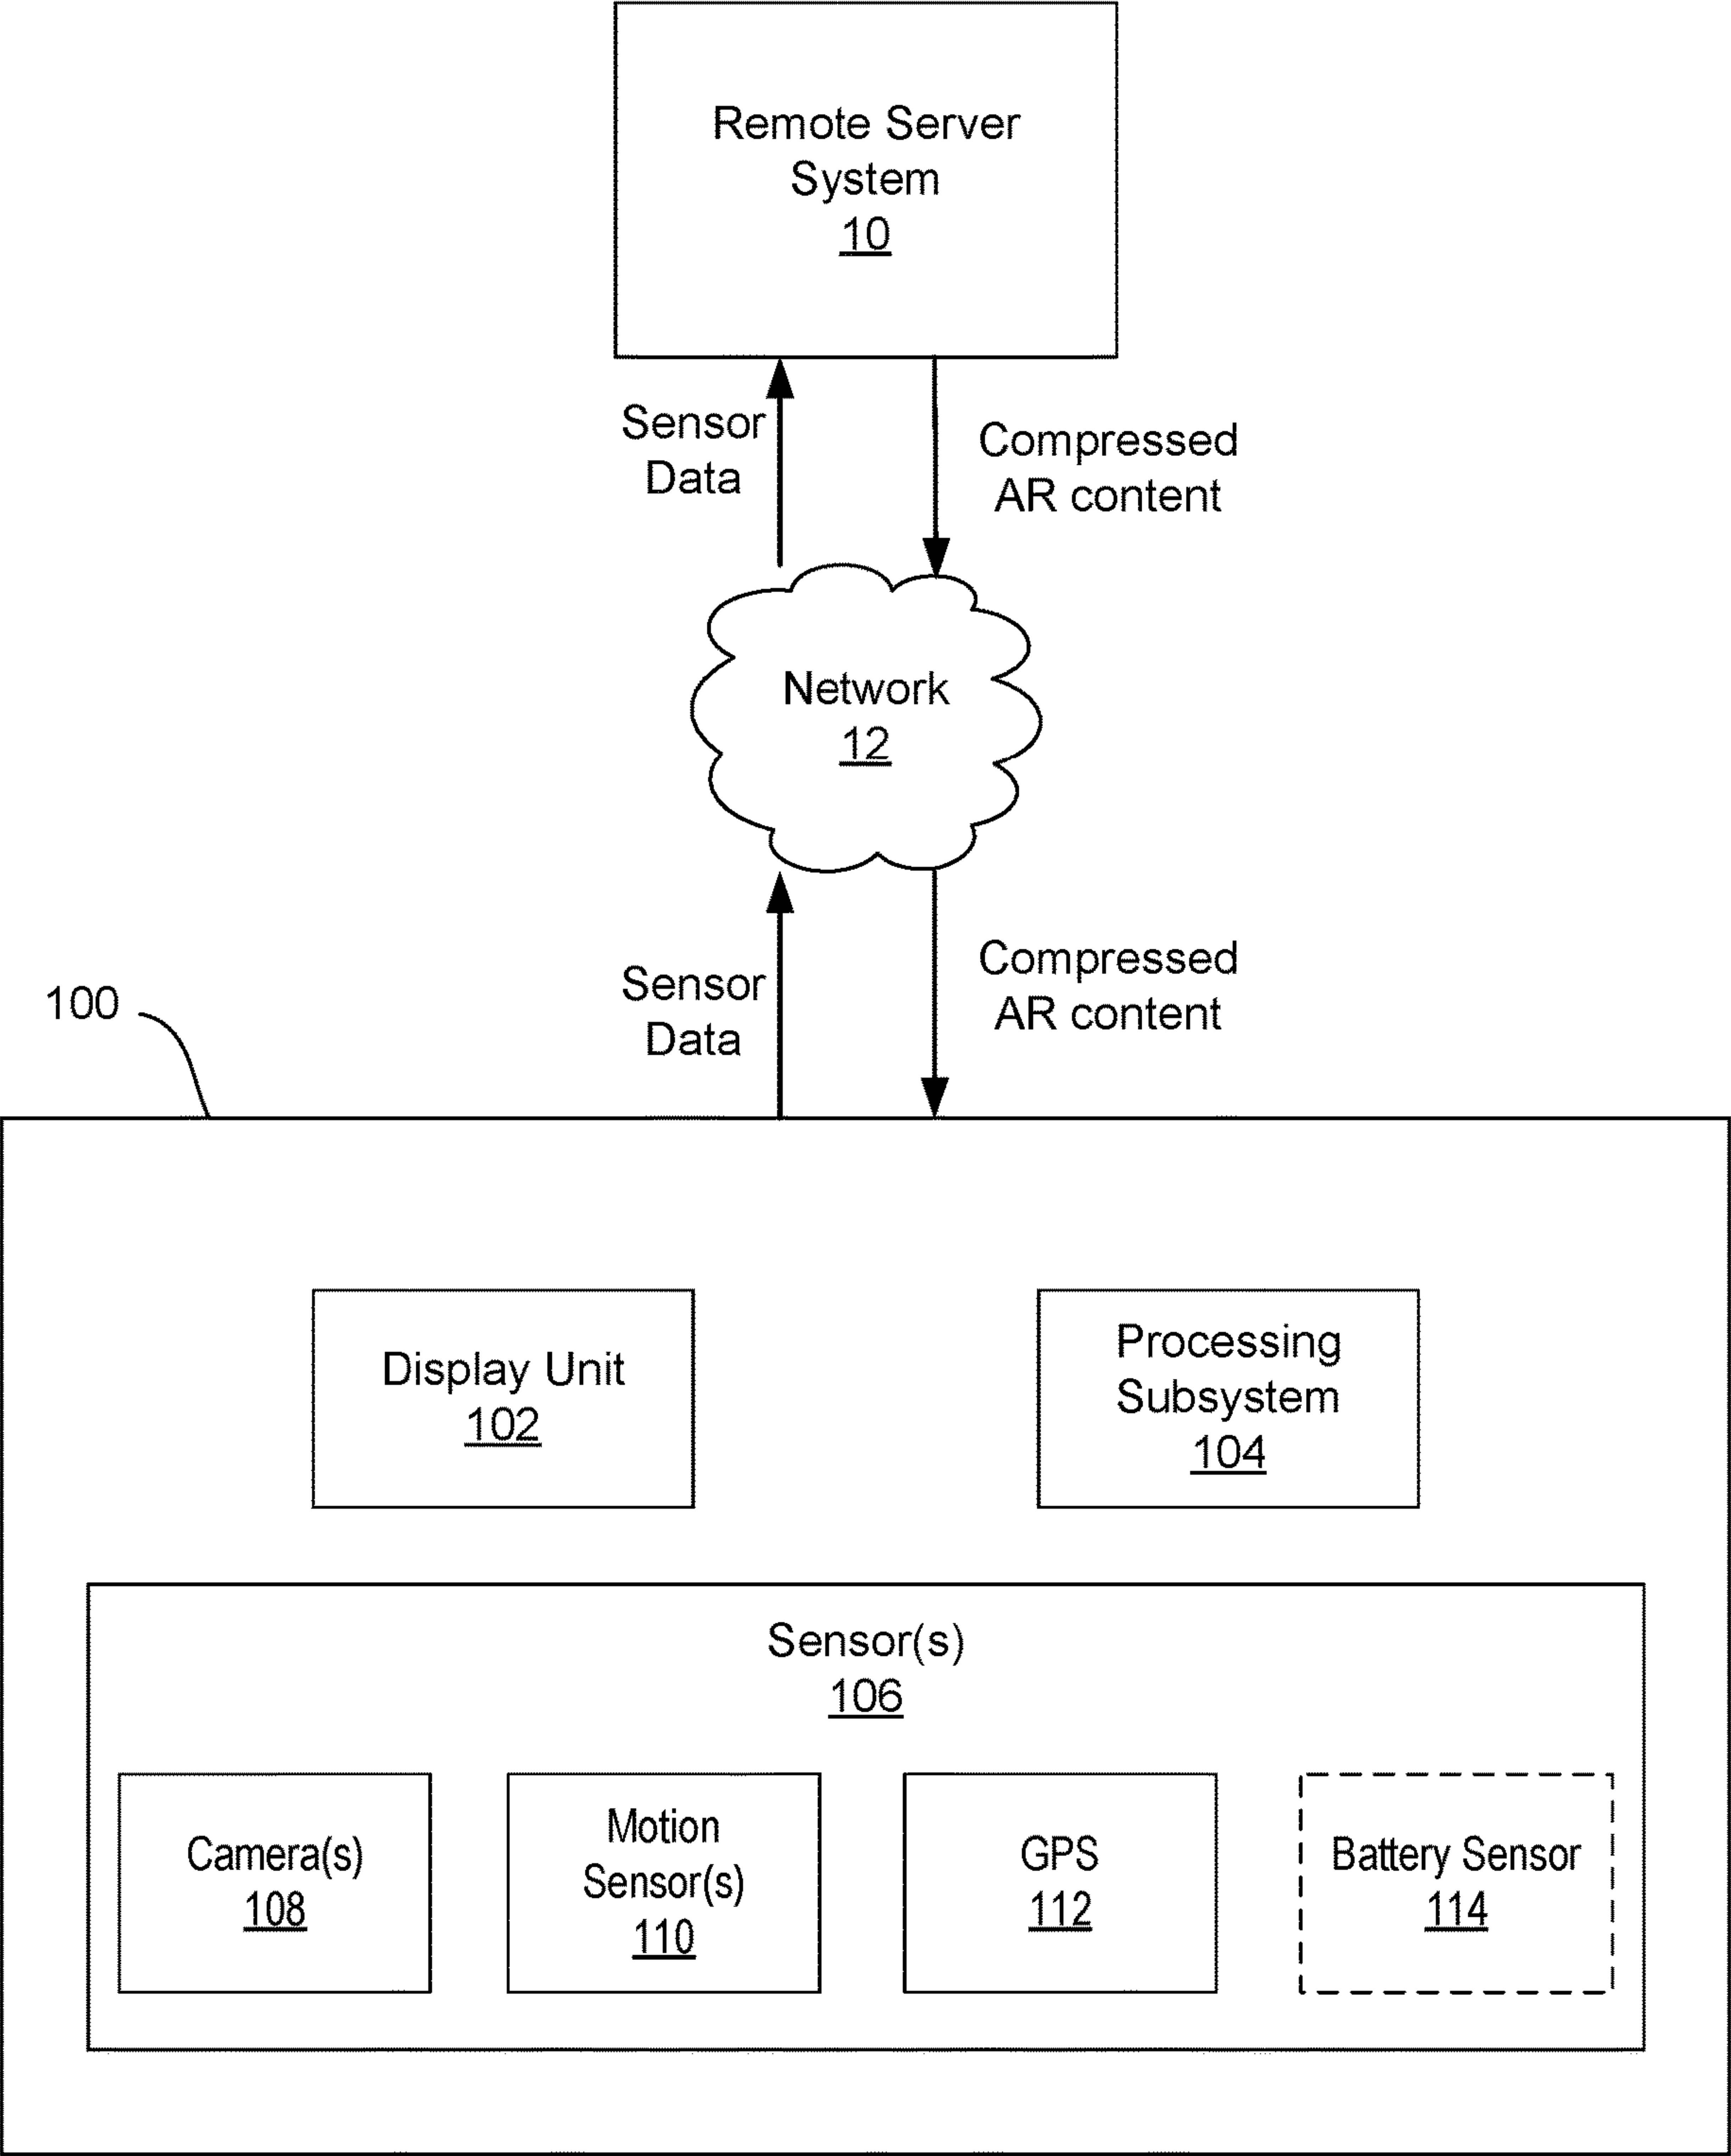 Remote Server
System
10
Sensor
Data
Compressed
AR content
Network
12
Sensor
Data
Compressed
AR content
100
Display Unit
102
Processing
Subsystem
104
Sensor(s)
106
Camera(s)
108
Motion
Sensor(s)
110
GPS
112
Battery Sensor
114